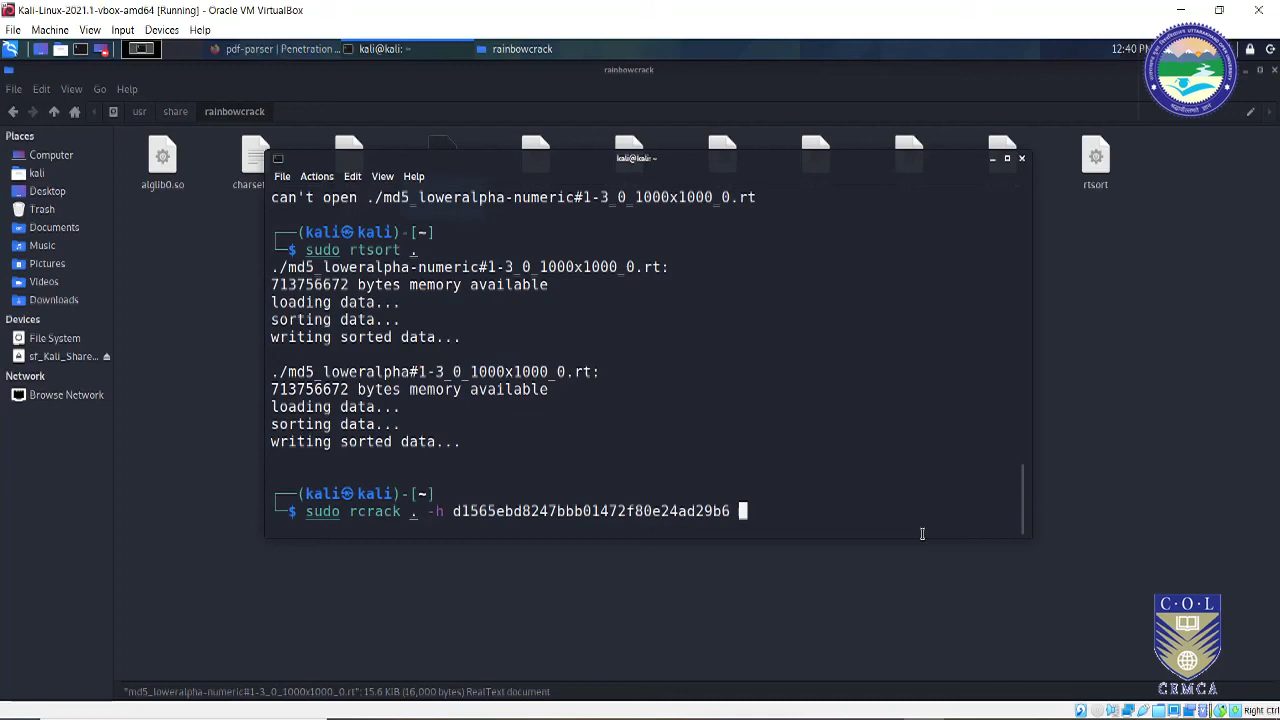 Kali-Linux-2021.1-vbox-amd64 [Running] - Oracle VM VirtualBox
File Machine View Input Devices Help
pdf-parser | Penetration ... kali@kali: ~ rainbowcrack 12:40 PM
rainbowcrack
File Edit View Go Help
usr share rainbowcrack
Places
Computer
kali
Desktop
Trash
Documents
Music
Pictures
Videos
Downloads
Devices
File System
sf_Kali_Share...
Network
Browse Network
alglib0.so
rtsort
kali@kali: ~
File Actions Edit View Help
can't open ./md5_loweralpha-numeric#1-3_0_1000x1000_0.rt
(kali㉿kali)-[~]
$ sudo rtsort .
./md5_loweralpha-numeric#1-3_0_1000x1000_0.rt:
713756672 bytes memory available
loading data...
sorting data...
writing sorted data...
./md5_loweralpha#1-3_0_1000x1000_0.rt:
713756672 bytes memory available
loading data...
sorting data...
writing sorted data...
(kali㉿kali)-[~]
$ sudo rcrack . -h d1565ebd8247bbb01472f80e24ad29b6
"md5_loweralpha-numeric#1-3_0_1000x1000_0.rt": 15.6 KiB (16,000 bytes) RealText document
C·O·L
CRMCA
Right Ctrl